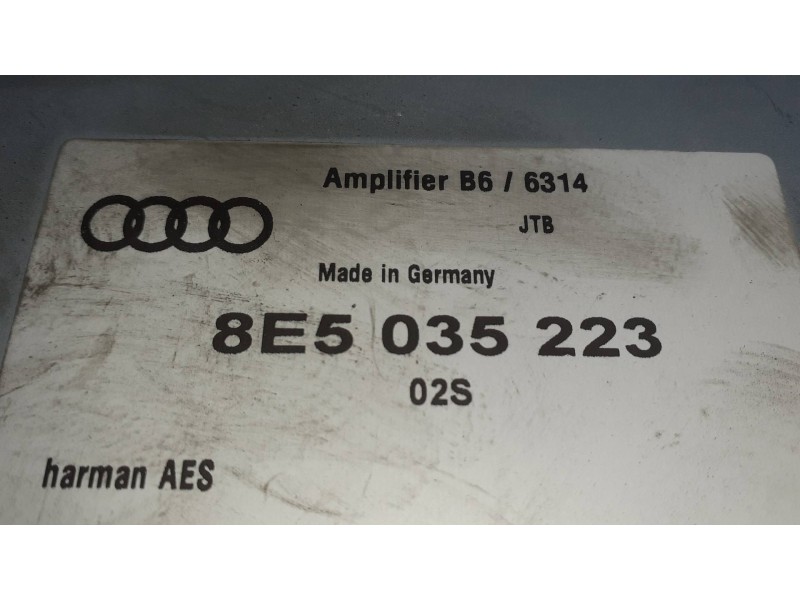 Amplifier B6 / 6314
JTB
Made in Germany
8E5 035 223
02S
harman AES